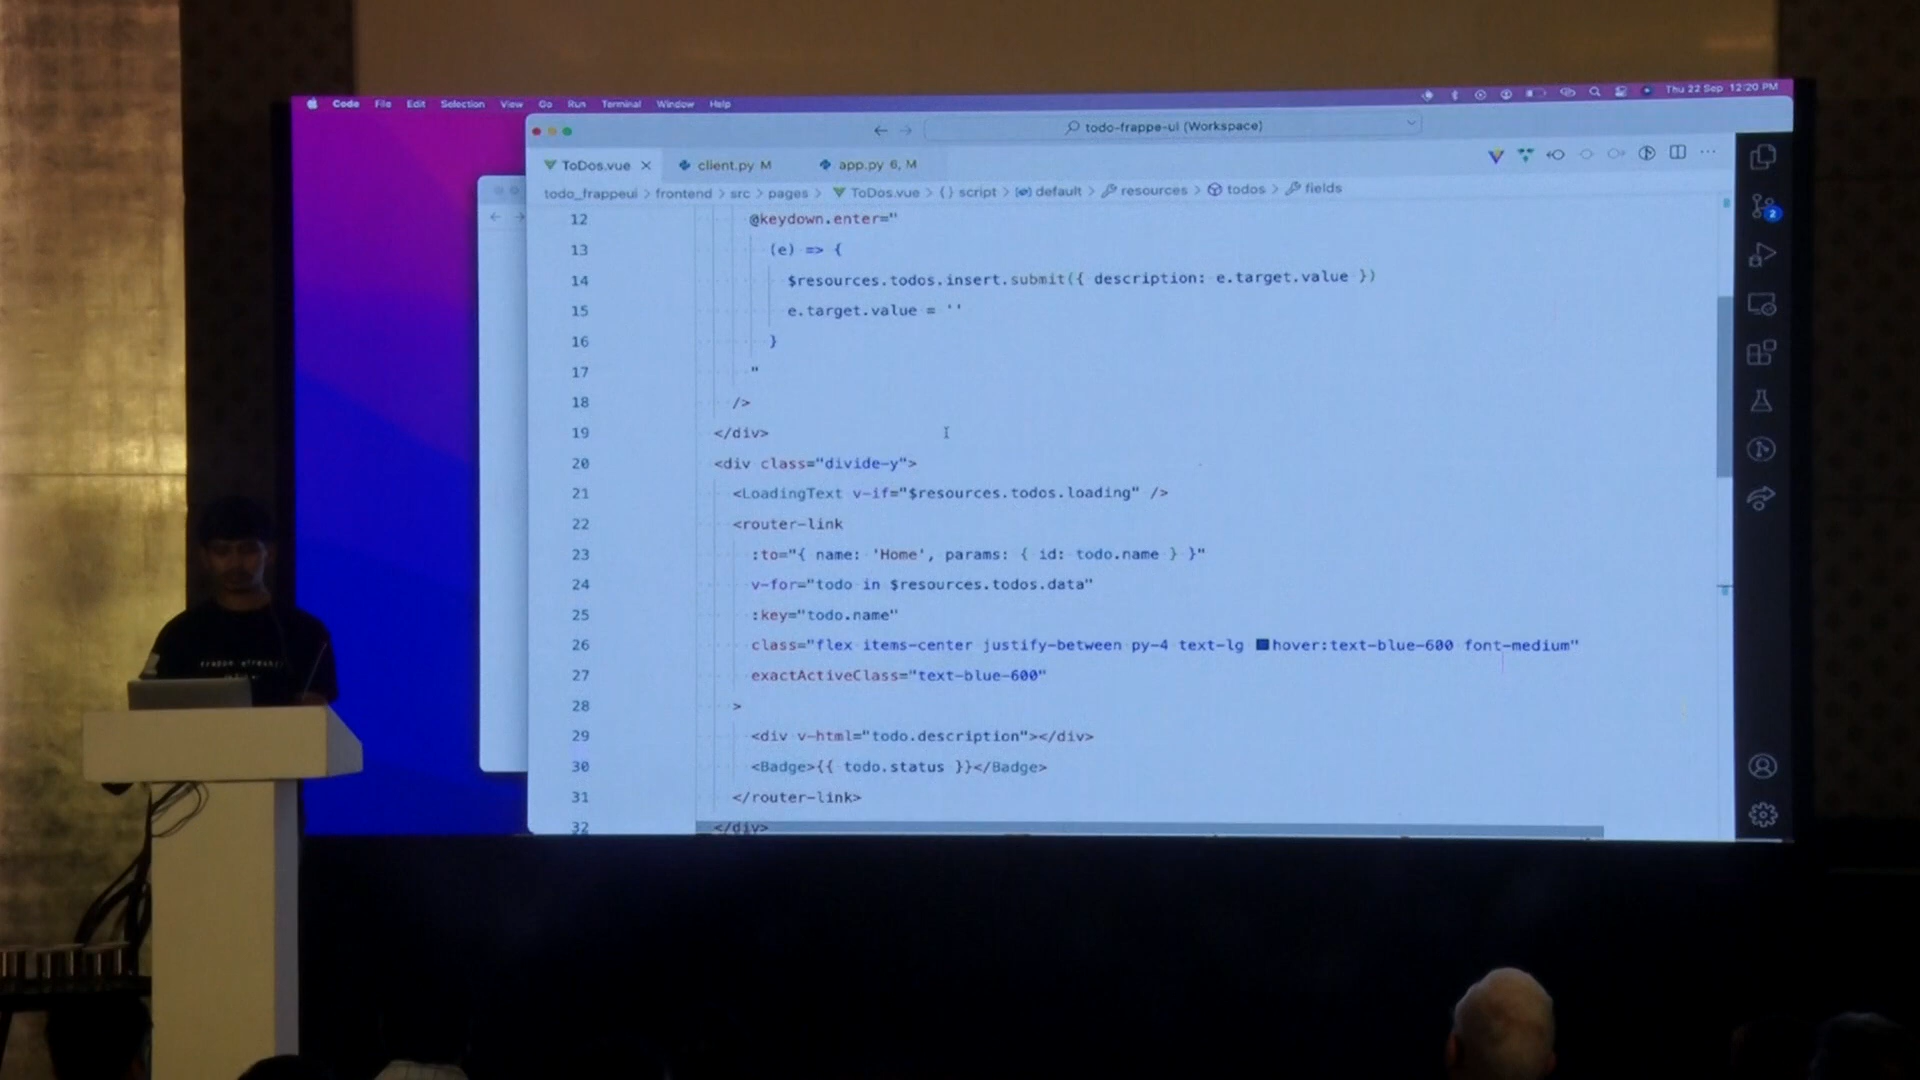 Code File Edit Selection View Go Run Terminal Window Help Thu 22 Sep 12:20 PM
todo-frappe-ui (Workspace)
ToDos.vue client.py M app.py 6, M
todo_frappeui > frontend > src > pages > ToDos.vue > {} script > default > resources > todos > fields
2
12 @keydown.enter="
13 (e) => {
14 $resources.todos.insert.submit({ description: e.target.value })
15 e.target.value = ''
16 }
17 "
18 />
19 </div>
20 <div class="divide-y">
21 <LoadingText v-if="$resources.todos.loading" />
22 <router-link
23 :to="{ name: 'Home', params: { id: todo.name } }"
24 v-for="todo in $resources.todos.data"
25 :key="todo.name"
26 class="flex items-center justify-between py-4 text-lg hover:text-blue-600 font-medium"
27 exactActiveClass="text-blue-600"
28 >
29 <div v-html="todo.description"></div>
30 <Badge>{{ todo.status }}</Badge>
31 </router-link>
32 </div>